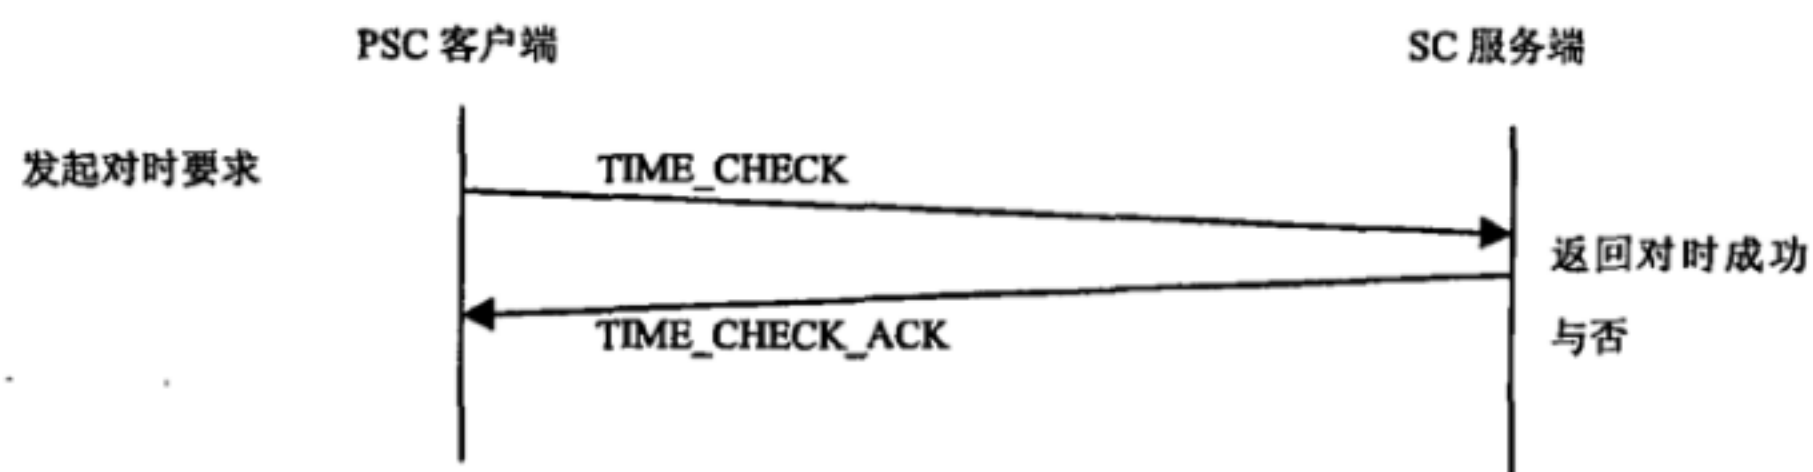 PSC 客户端
SC 服务端
发起对时要求
TIME_CHECK
返回对时成功
与否
TIME_CHECK_ACK